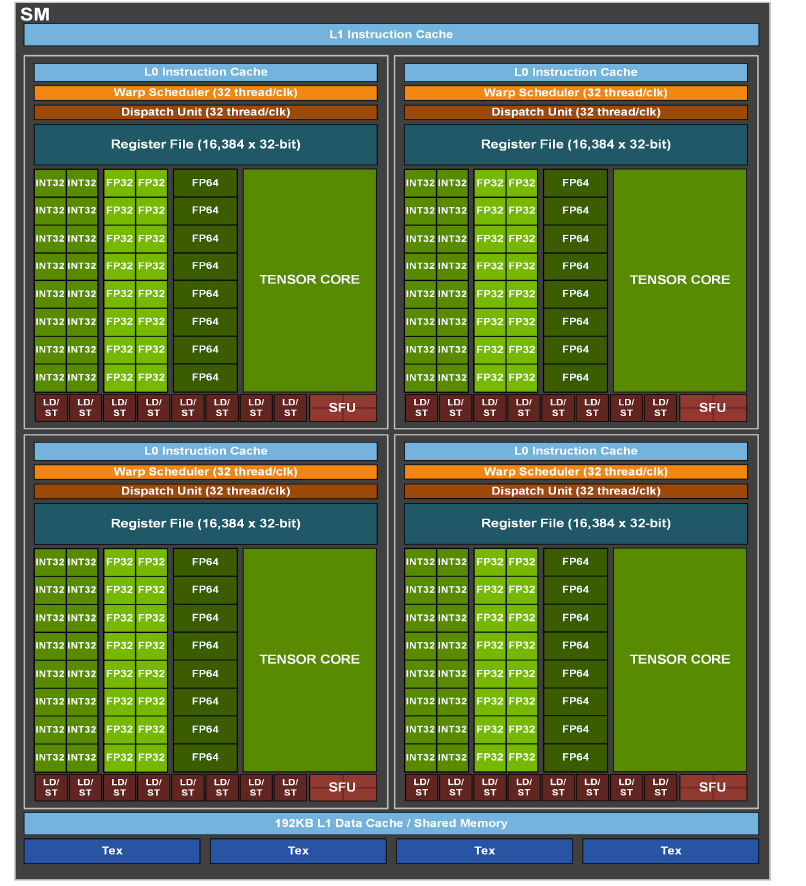 SM
L1 Instruction Cache
L0 Instruction Cache
Warp Scheduler (32 thread/clk)
Dispatch Unit (32 thread/clk)
Register File (16,384 x 32-bit)
INT32 INT32 FP32 FP32 FP64
INT32 INT32 FP32 FP32 FP64
INT32 INT32 FP32 FP32 FP64
INT32 INT32 FP32 FP32 FP64
TENSOR CORE
INT32 INT32 FP32 FP32 FP64
INT32 INT32 FP32 FP32 FP64
INT32 INT32 FP32 FP32 FP64
INT32 INT32 FP32 FP32 FP64
LD/ LD/ LD/ LD/ LD/ LD/ LD/ LD/
ST ST ST ST ST ST ST ST
SFU
L0 Instruction Cache
Warp Scheduler (32 thread/clk)
Dispatch Unit (32 thread/clk)
Register File (16,384 x 32-bit)
INT32 INT32 FP32 FP32 FP64
INT32 INT32 FP32 FP32 FP64
INT32 INT32 FP32 FP32 FP64
INT32 INT32 FP32 FP32 FP64
TENSOR CORE
INT32 INT32 FP32 FP32 FP64
INT32 INT32 FP32 FP32 FP64
INT32 INT32 FP32 FP32 FP64
INT32 INT32 FP32 FP32 FP64
LD/ LD/ LD/ LD/ LD/ LD/ LD/ LD/
ST ST ST ST ST ST ST ST
SFU
L0 Instruction Cache
Warp Scheduler (32 thread/clk)
Dispatch Unit (32 thread/clk)
Register File (16,384 x 32-bit)
INT32 INT32 FP32 FP32 FP64
INT32 INT32 FP32 FP32 FP64
INT32 INT32 FP32 FP32 FP64
INT32 INT32 FP32 FP32 FP64
TENSOR CORE
INT32 INT32 FP32 FP32 FP64
INT32 INT32 FP32 FP32 FP64
INT32 INT32 FP32 FP32 FP64
INT32 INT32 FP32 FP32 FP64
LD/ LD/ LD/ LD/ LD/ LD/ LD/ LD/
ST ST ST ST ST ST ST ST
SFU
L0 Instruction Cache
Warp Scheduler (32 thread/clk)
Dispatch Unit (32 thread/clk)
Register File (16,384 x 32-bit)
INT32 INT32 FP32 FP32 FP64
INT32 INT32 FP32 FP32 FP64
INT32 INT32 FP32 FP32 FP64
INT32 INT32 FP32 FP32 FP64
TENSOR CORE
INT32 INT32 FP32 FP32 FP64
INT32 INT32 FP32 FP32 FP64
INT32 INT32 FP32 FP32 FP64
INT32 INT32 FP32 FP32 FP64
LD/ LD/ LD/ LD/ LD/ LD/ LD/ LD/
ST ST ST ST ST ST ST ST
SFU
192KB L1 Data Cache / Shared Memory
Tex Tex Tex Tex